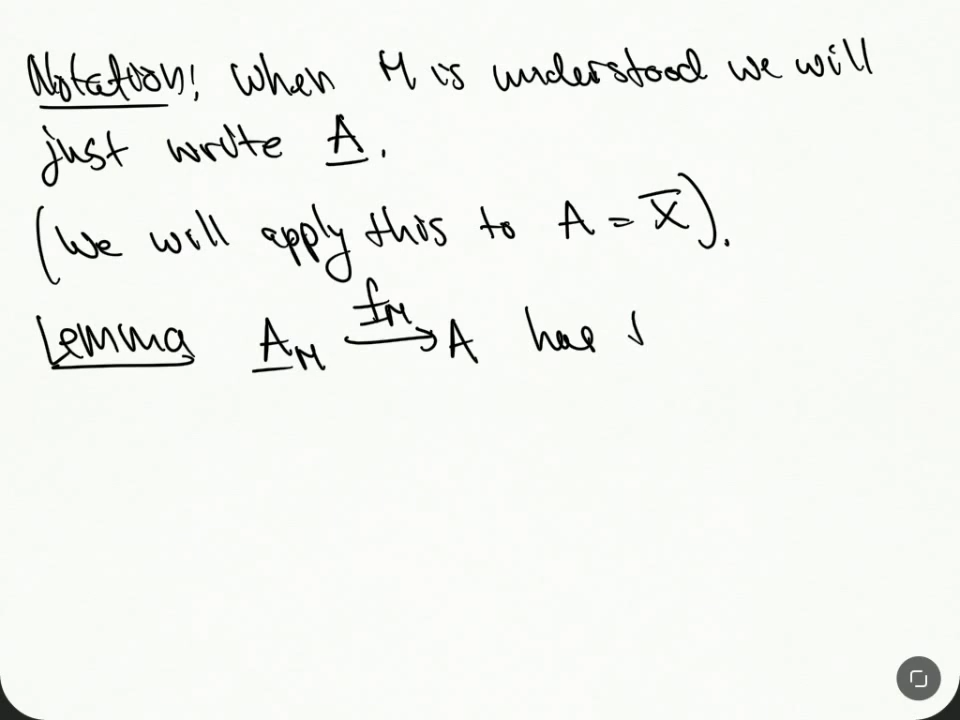 Notation: When M is understood we will
just write A.
(We will apply this to A = X̅).
Lemma A_M →^{f_M} A has